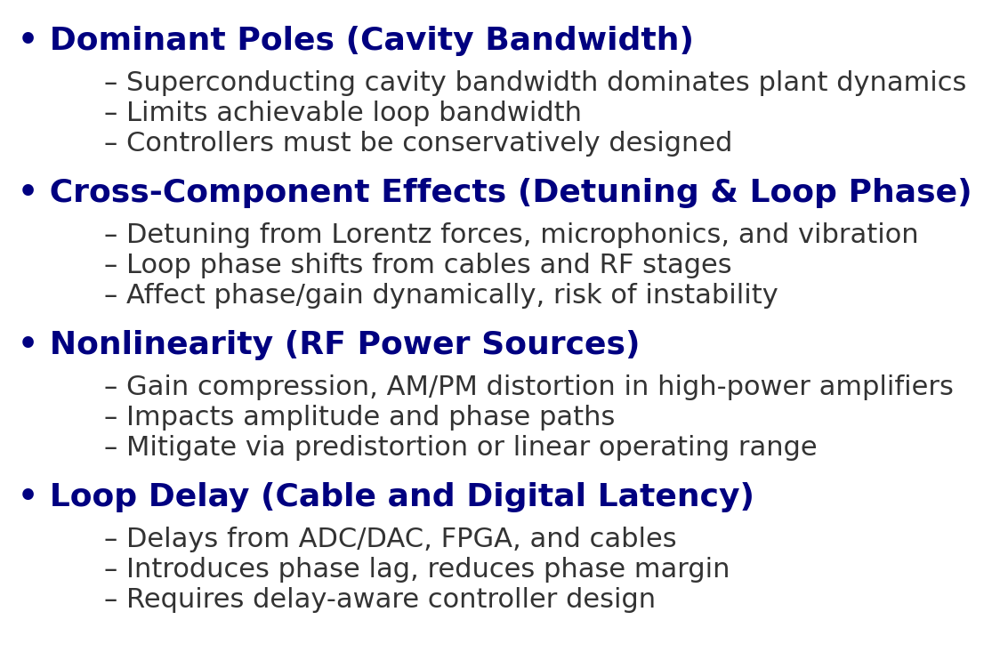 • Dominant Poles (Cavity Bandwidth)
– Superconducting cavity bandwidth dominates plant dynamics
– Limits achievable loop bandwidth
– Controllers must be conservatively designed
• Cross-Component Effects (Detuning & Loop Phase)
– Detuning from Lorentz forces, microphonics, and vibration
– Loop phase shifts from cables and RF stages
– Affect phase/gain dynamically, risk of instability
• Nonlinearity (RF Power Sources)
– Gain compression, AM/PM distortion in high-power amplifiers
– Impacts amplitude and phase paths
– Mitigate via predistortion or linear operating range
• Loop Delay (Cable and Digital Latency)
– Delays from ADC/DAC, FPGA, and cables
– Introduces phase lag, reduces phase margin
– Requires delay-aware controller design